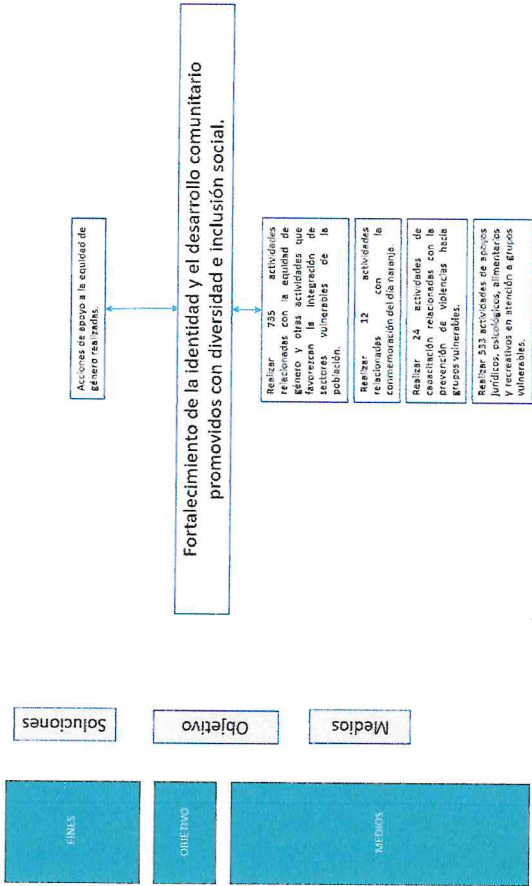 FINES
Soluciones
Acciones de apoyo a la equidad de
género realizadas.
OBJETIVO
Objetivo
Fortalecimiento de la identidad y el desarrollo comunitario
promovidos con diversidad e inclusión social.
MEDIOS
Medios
Realizar 735 actividades
relacionadas con la equidad de
género y otras actividades que
favorezcan la Integración de
sectores vulnerables de la
población.
Realizar 12 actividades
relacionadas con la
conmemoración del día naranja.
Realizar 24 actividades de
capacitación relacionadas con la
prevención de violencias hacia
grupos vulnerables.
Realizar 533 actividades de apoyos
jurídicos, psicológicos, alimentarios
y recreativos en atención a grupos
vulnerables.